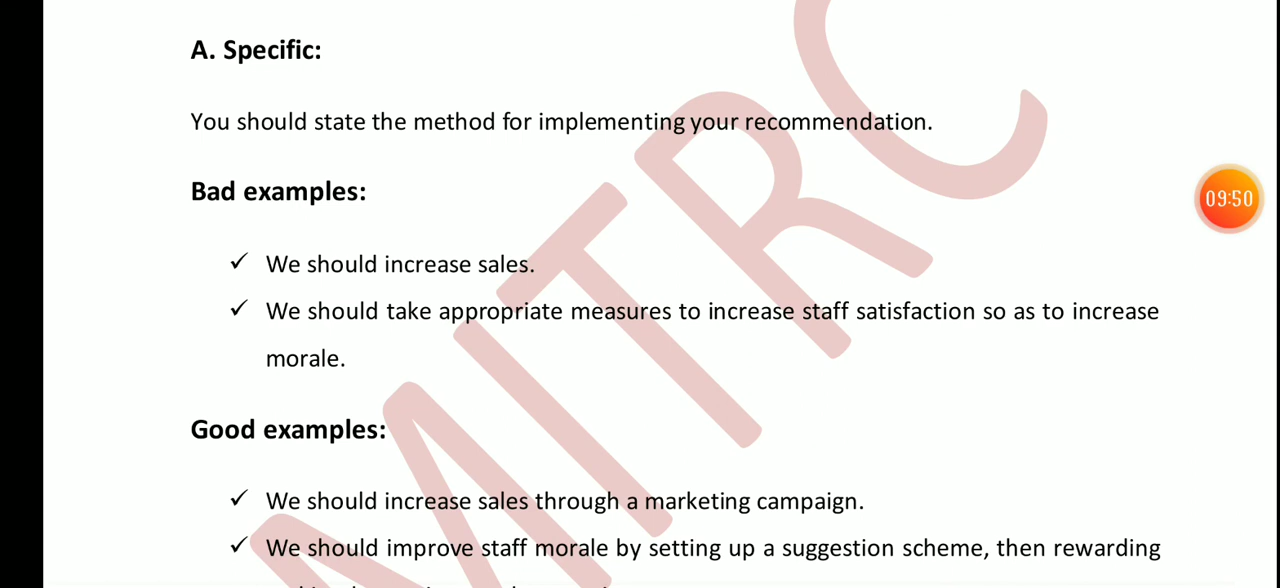 A. Specific:
You should state the method for implementing your recommendation.
Bad examples:
✓ We should increase sales.
✓ We should take appropriate measures to increase staff satisfaction so as to increase
morale.
Good examples:
✓ We should increase sales through a marketing campaign.
✓ We should improve staff morale by setting up a suggestion scheme, then rewarding
MITRC
09:50